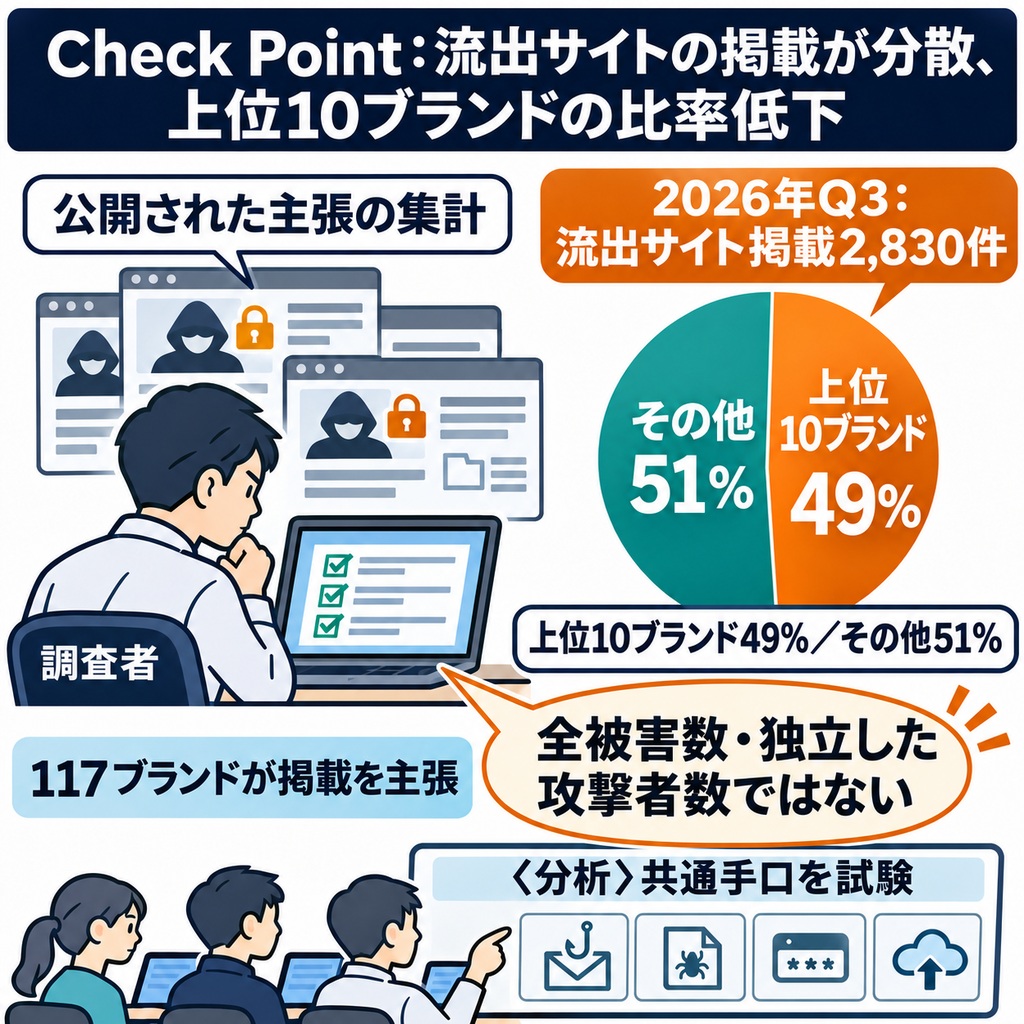 Check Point：流出サイトの掲載が分散、
上位10ブランドの比率低下
公開された主張の集計
2026年Q3：
流出サイト掲載2,830件
その他
51%
上位
10ブランド
49%
上位10ブランド49%／その他51%
調査者
全被害数・独立した
攻撃者数ではない
117ブランドが掲載を主張
〈分析〉共通手口を試験
***